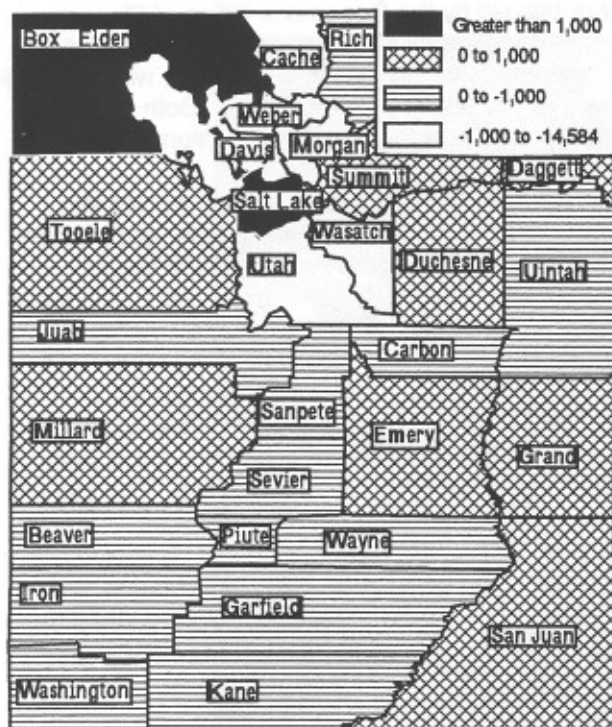 Greater than 1,000
0 to 1,000
0 to -1,000
-1,000 to -14,584
Box Elder
Cache
Rich
Weber
Morgan
Davis
Summit
Daggett
Salt Lake
Tooele
Wasatch
Utah
Duchesne
Uintah
Juab
Carbon
Sanpete
Millard
Emery
Grand
Sevier
Beaver
Piute
Wayne
Iron
Garfield
San Juan
Washington
Kane